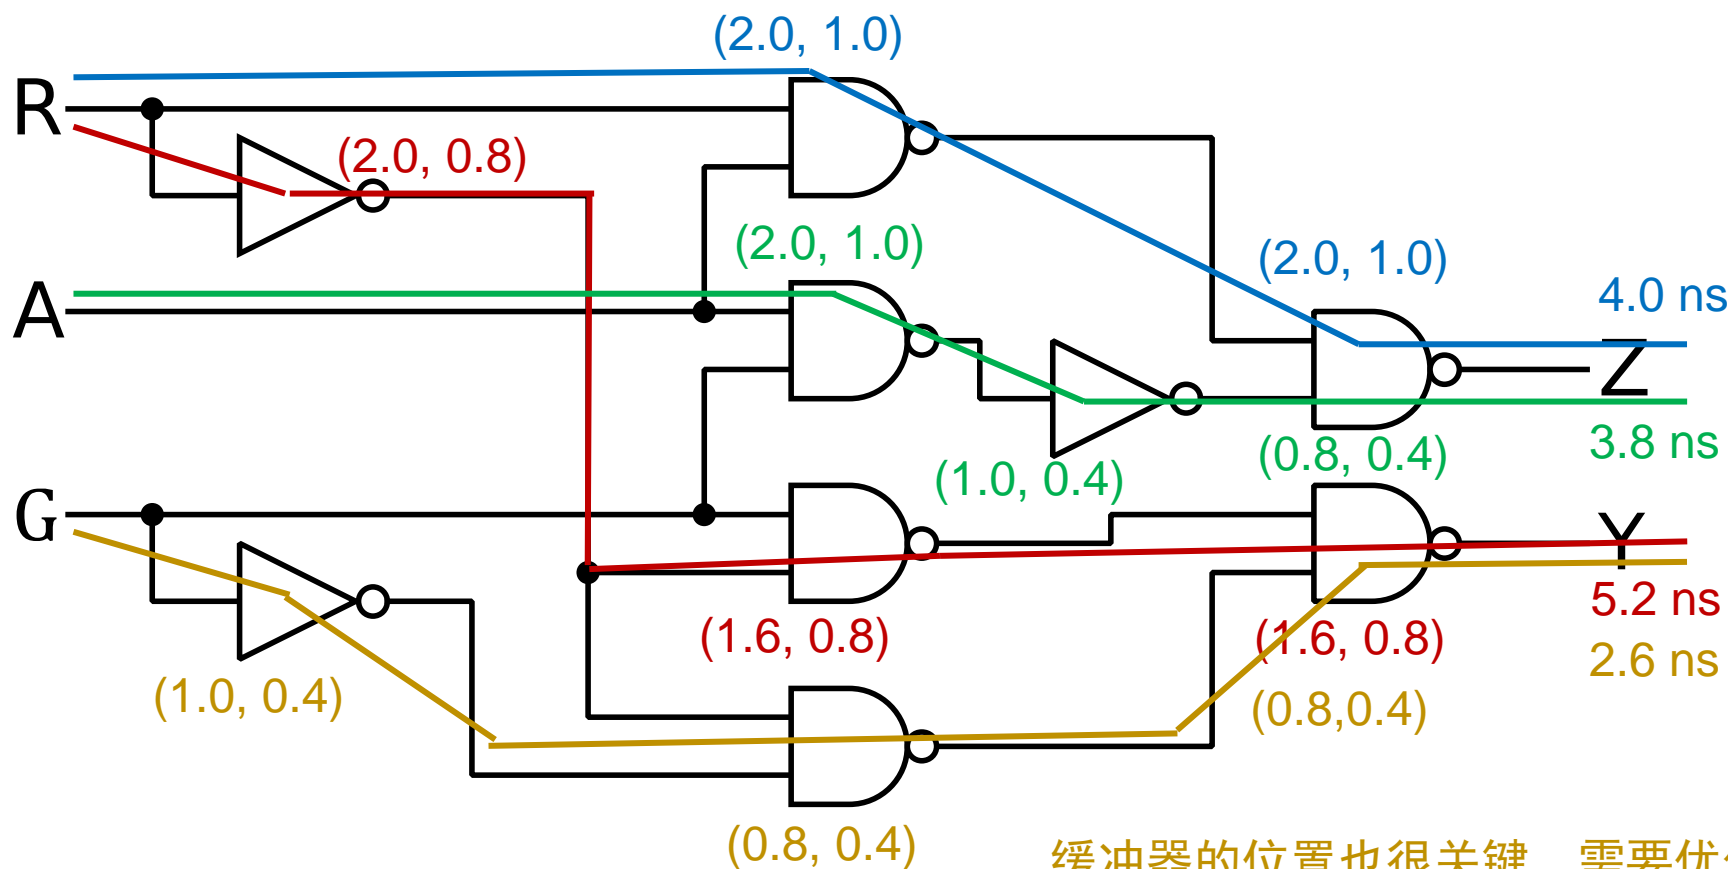 (2.0, 1.0)
R
(2.0, 0.8)
(2.0, 1.0)
(2.0, 1.0)
4.0 ns
A
Z
3.8 ns
(0.8, 0.4)
(1.0, 0.4)
G
Y
5.2 ns
(1.6, 0.8)
(1.6, 0.8)
2.6 ns
(1.0, 0.4)
(0.8,0.4)
(0.8, 0.4)
缓冲器的位置也很关键 需要优